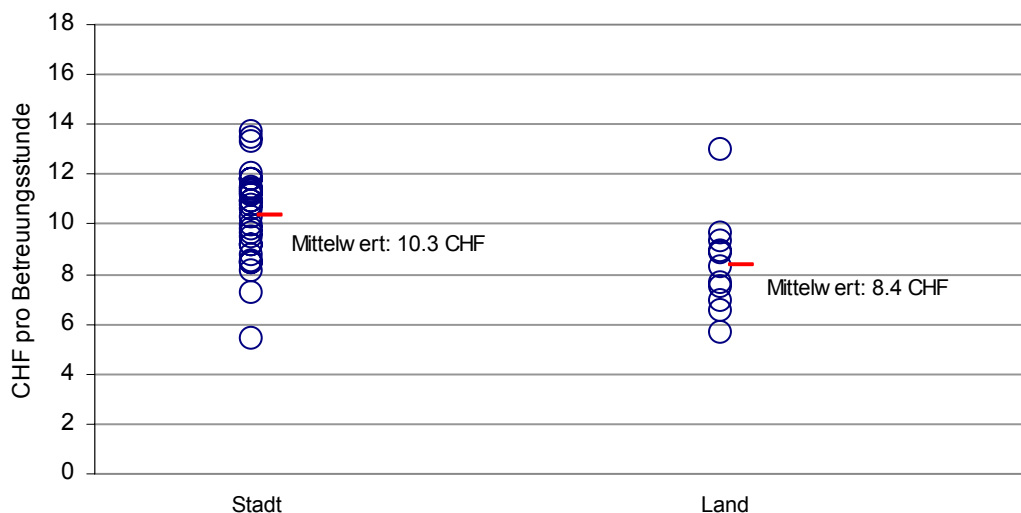 18
16
14
12
10
8
6
4
2
0
CHF pro Betreuungsstunde
Mittelw ert: 10.3 CHF
Mittelw ert: 8.4 CHF
Stadt
Land